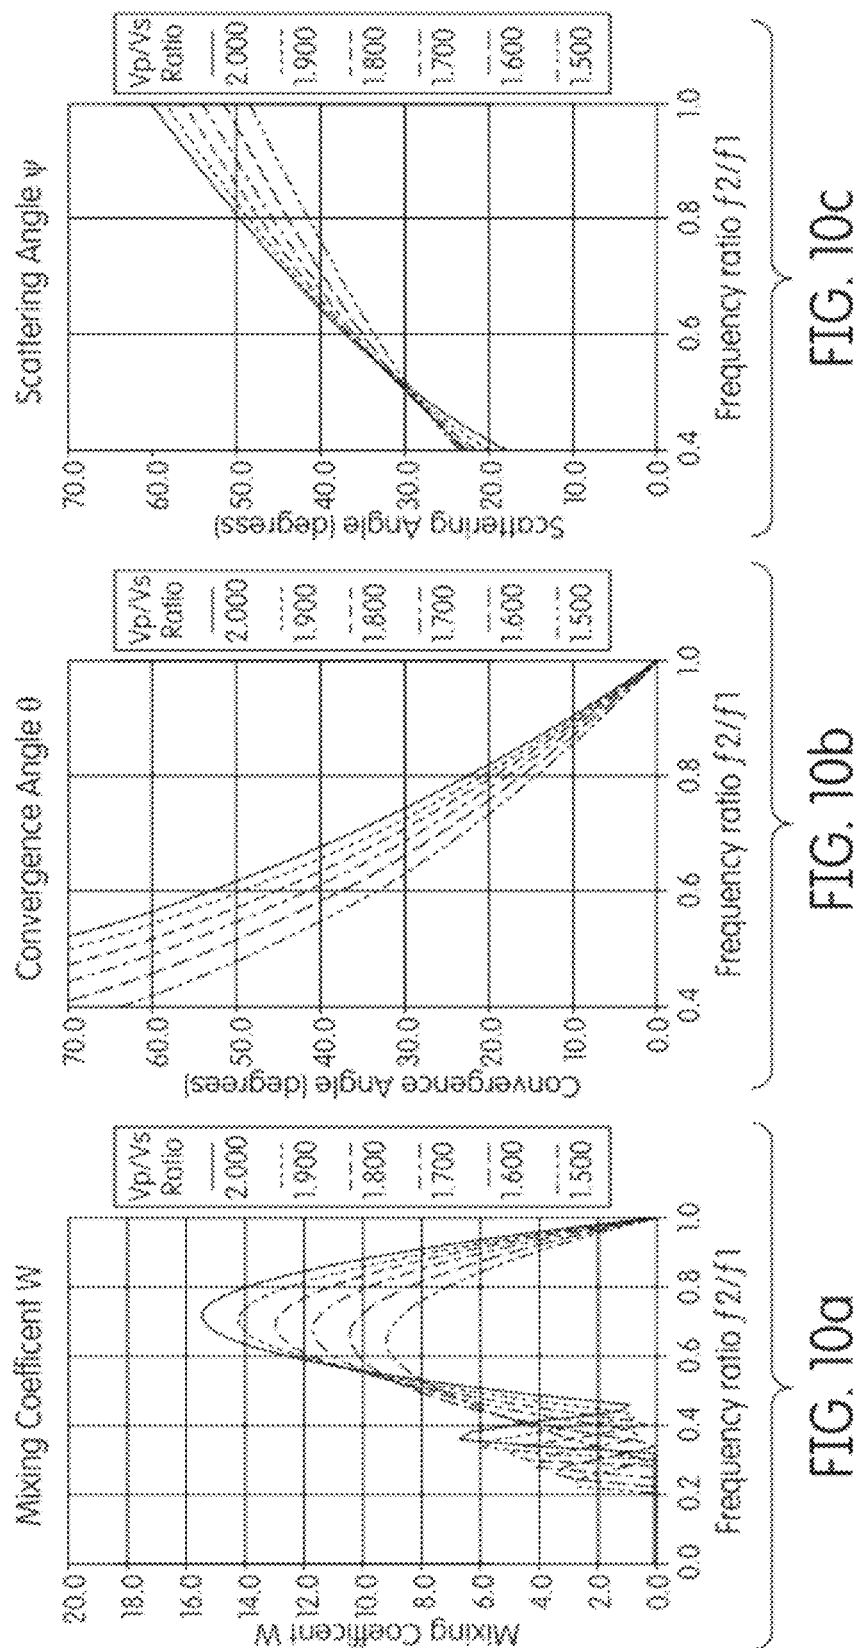 Mixing Coefficent W
Mixing Coefficent W
20.0
18.0
16.0
14.0
12.0
10.0
8.0
6.0
4.0
2.0
0.0
0.0 0.2 0.4 0.6 0.8 1.0
Frequency ratio f2/f1
Vp/Vs
Ratio
2.000
1.900
1.800
1.700
1.600
1.500
FIG. 10a
Convergence Angle θ
Convergence Angle (degrees)
70.0
60.0
50.0
40.0
30.0
20.0
10.0
0.0
0.4 0.6 0.8 1.0
Frequency ratio f2/f1
Vp/Vs
Ratio
2.000
1.900
1.800
1.700
1.600
1.500
FIG. 10b
Scattering Angle ψ
Scattering Angle (degrees)
70.0
60.0
50.0
40.0
30.0
20.0
10.0
0.0
0.4 0.6 0.8 1.0
Frequency ratio f2/f1
Vp/Vs
Ratio
2.000
1.900
1.800
1.700
1.600
1.500
FIG. 10c